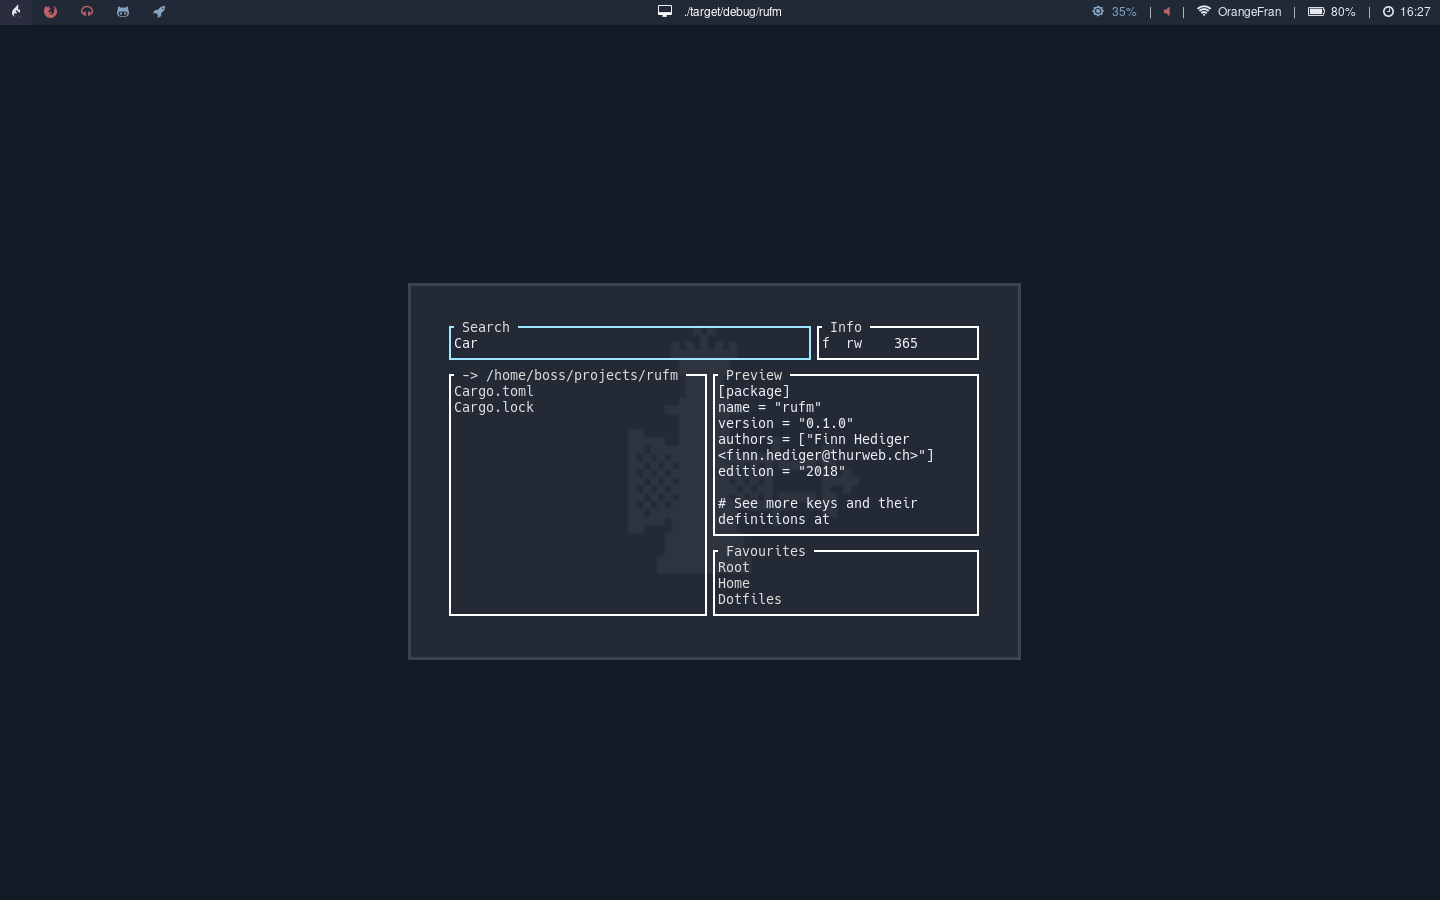 ./target/debug/rufm
35% | | OrangeFran | 80% | 16:27
Search
Car
Info
f rw 365
-> /home/boss/projects/rufm
Cargo.toml
Cargo.lock
Preview
[package]
name = "rufm"
version = "0.1.0"
authors = ["Finn Hediger
<finn.hediger@thurweb.ch>"]
edition = "2018"
# See more keys and their
definitions at
Favourites
Root
Home
Dotfiles